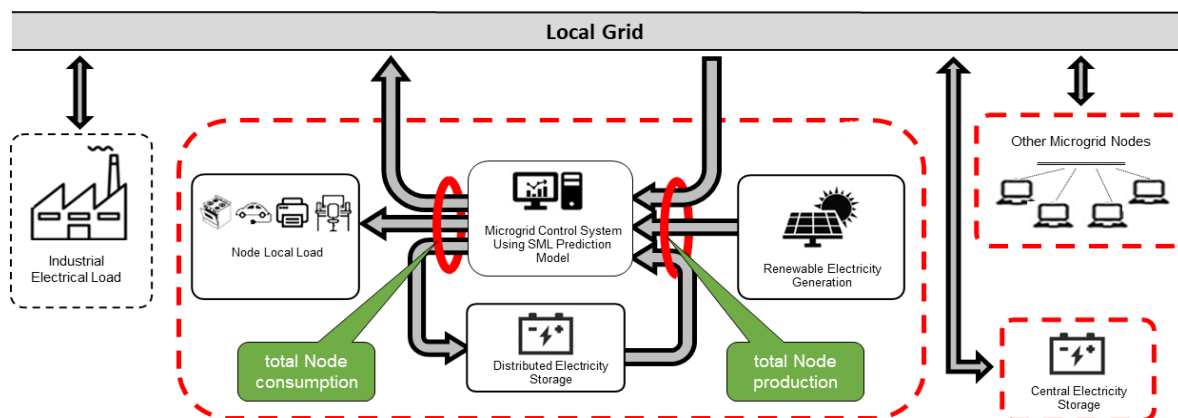 Local Grid
Industrial
Electrical Load
Node Local Load
Microgrid Control System
Using SML Prediction
Model
Renewable Electricity
Generation
Other Microgrid Nodes
total Node
consumption
Distributed Electricity
Storage
total Node
production
Central Electricity
Storage